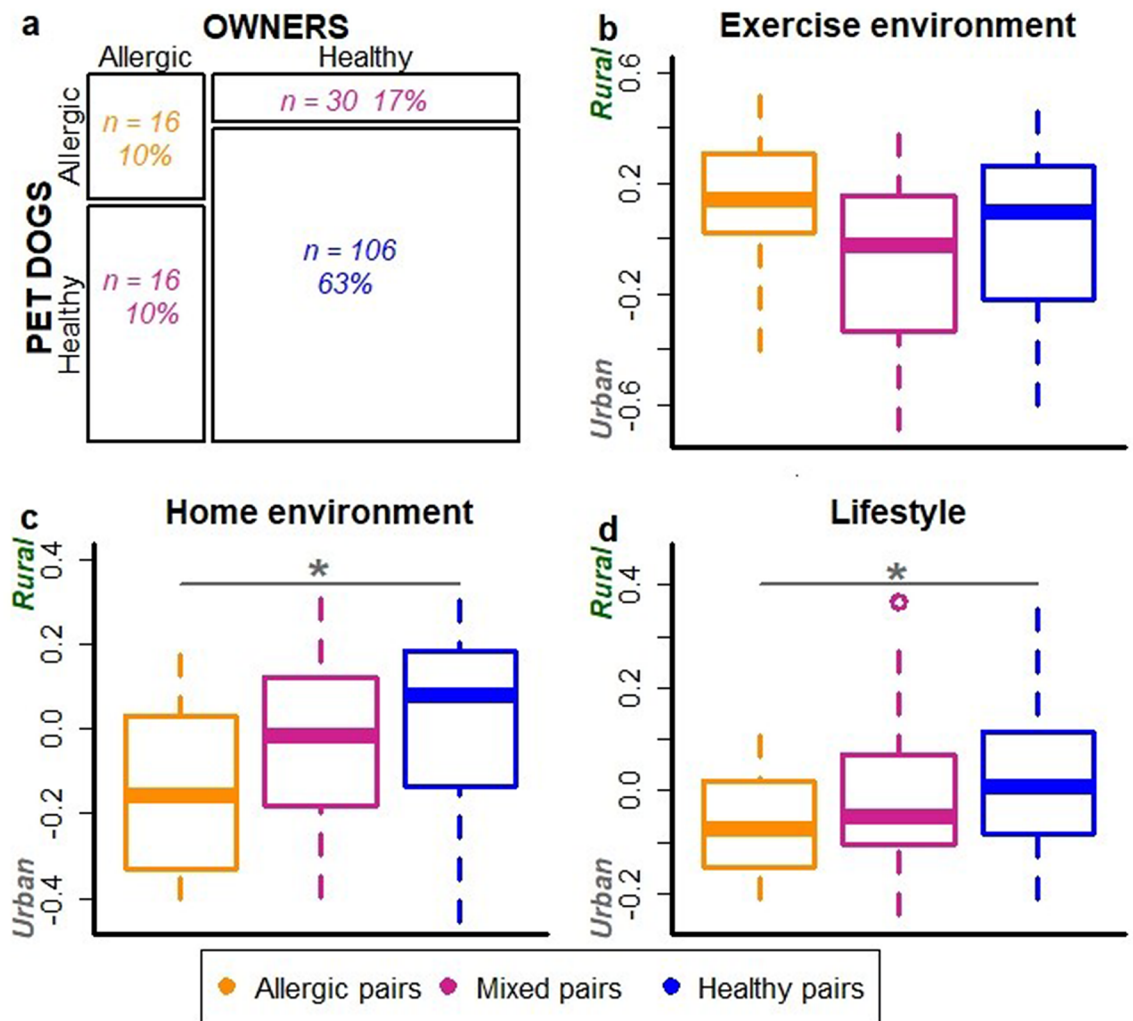 a
OWNERS
Allergic
Healthy
PET DOGS
Allergic
Healthy
n = 16
10%
n = 30 17%
n = 16
10%
n = 106
63%
b
Exercise environment
Rural
Urban
0.6
0.2
-0.2
-0.6
c
Home environment
Rural
Urban
0.4
0.2
0.0
-0.2
-0.4
*
d
Lifestyle
Rural
Urban
0.4
0.2
0.0
-0.2
*
Allergic pairs
Mixed pairs
Healthy pairs